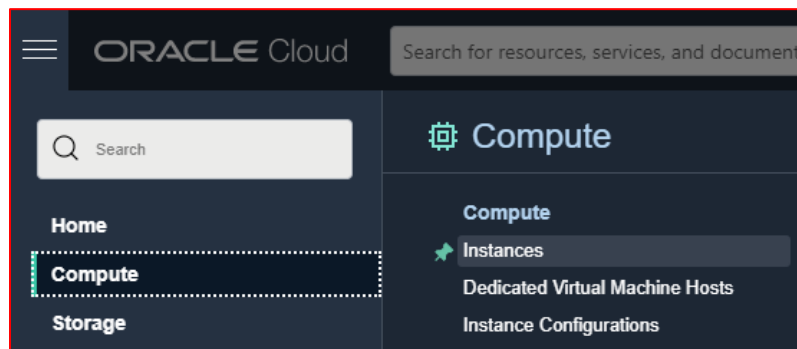 ORACLE Cloud
Search for resources, services, and document
Search
Home
Compute
Storage
Compute
Compute
Instances
Dedicated Virtual Machine Hosts
Instance Configurations